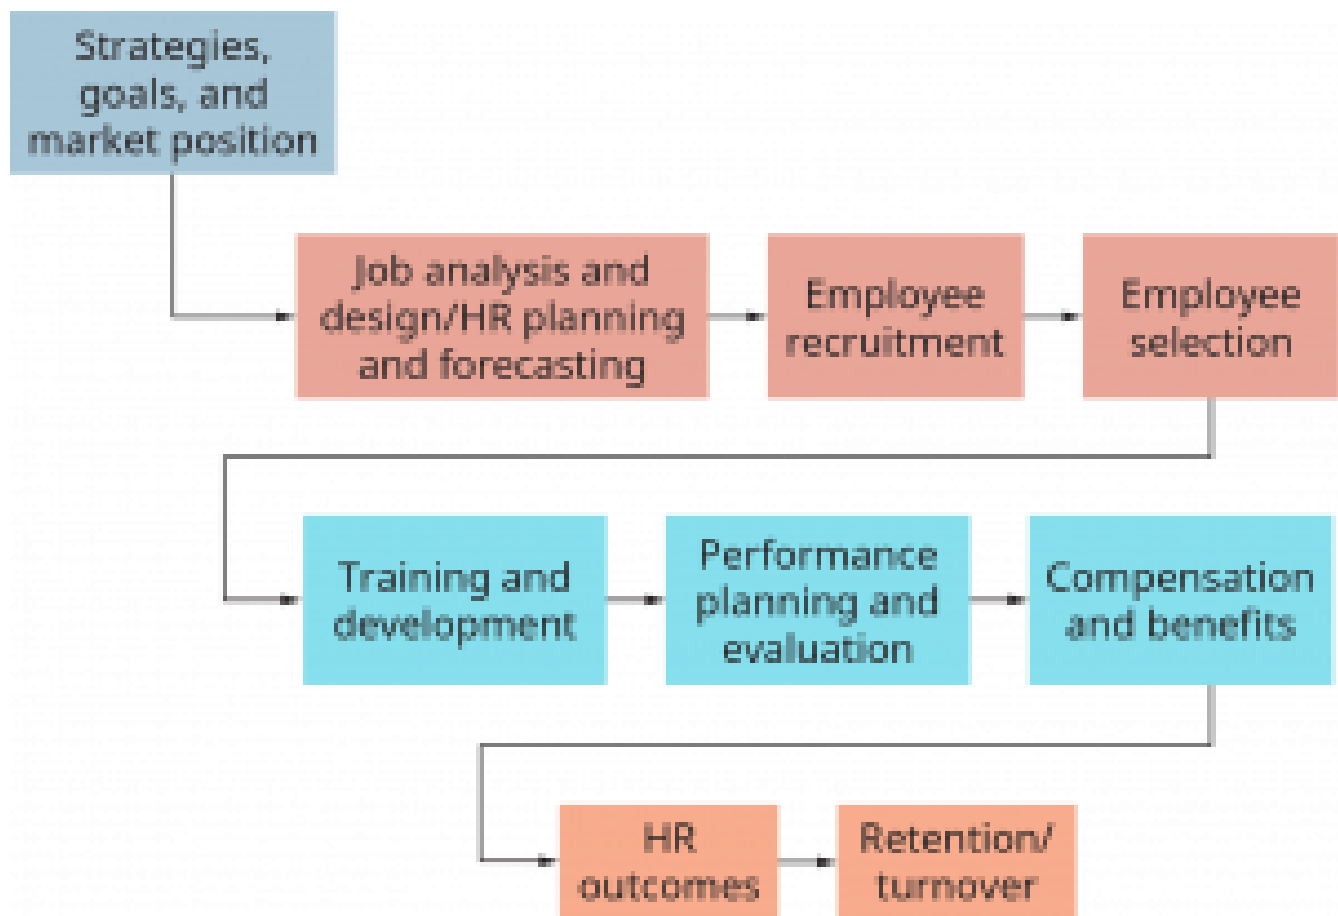 Strategies,
goals, and
market position
Job analysis and
design/HR planning
and forecasting
Employee
recruitment
Employee
selection
Training and
development
Performance
planning and
evaluation
Compensation
and benefits
HR
outcomes
Retention/
turnover